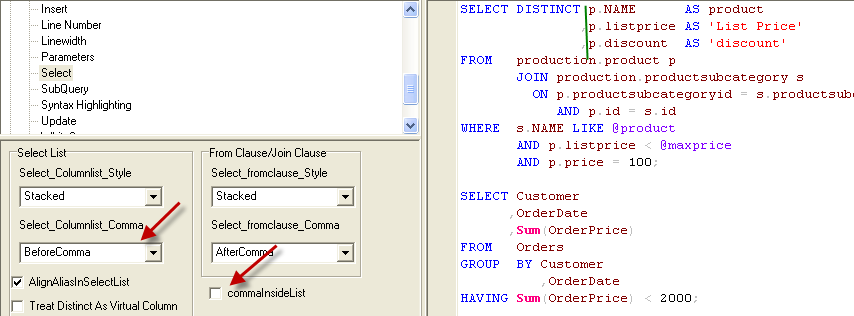 Insert
Line Number
Linewidth
Parameters
Select
SubQuery
Syntax Highlighting
Update
Select List
Select_Columnlist_Style
Stacked
Select_Columnlist_Comma
BeforeComma
AlignAliasInSelectList
Treat Distinct As Virtual Column
From Clause/Join Clause
Select_fromclause_Style
Stacked
Select_fromclause_Comma
AfterComma
commaInsideList
SELECT DISTINCT p.NAME AS product
,p.listprice AS 'List Price'
,p.discount AS 'discount'
FROM production.product p
JOIN production.productsubcategory s
ON p.productsubcategoryid = s.productsubc
AND p.id = s.id
WHERE s.NAME LIKE @product
AND p.listprice < @maxprice
AND p.price = 100;
SELECT Customer
,OrderDate
,Sum(OrderPrice)
FROM Orders
GROUP BY Customer
,OrderDate
HAVING Sum(OrderPrice) < 2000;